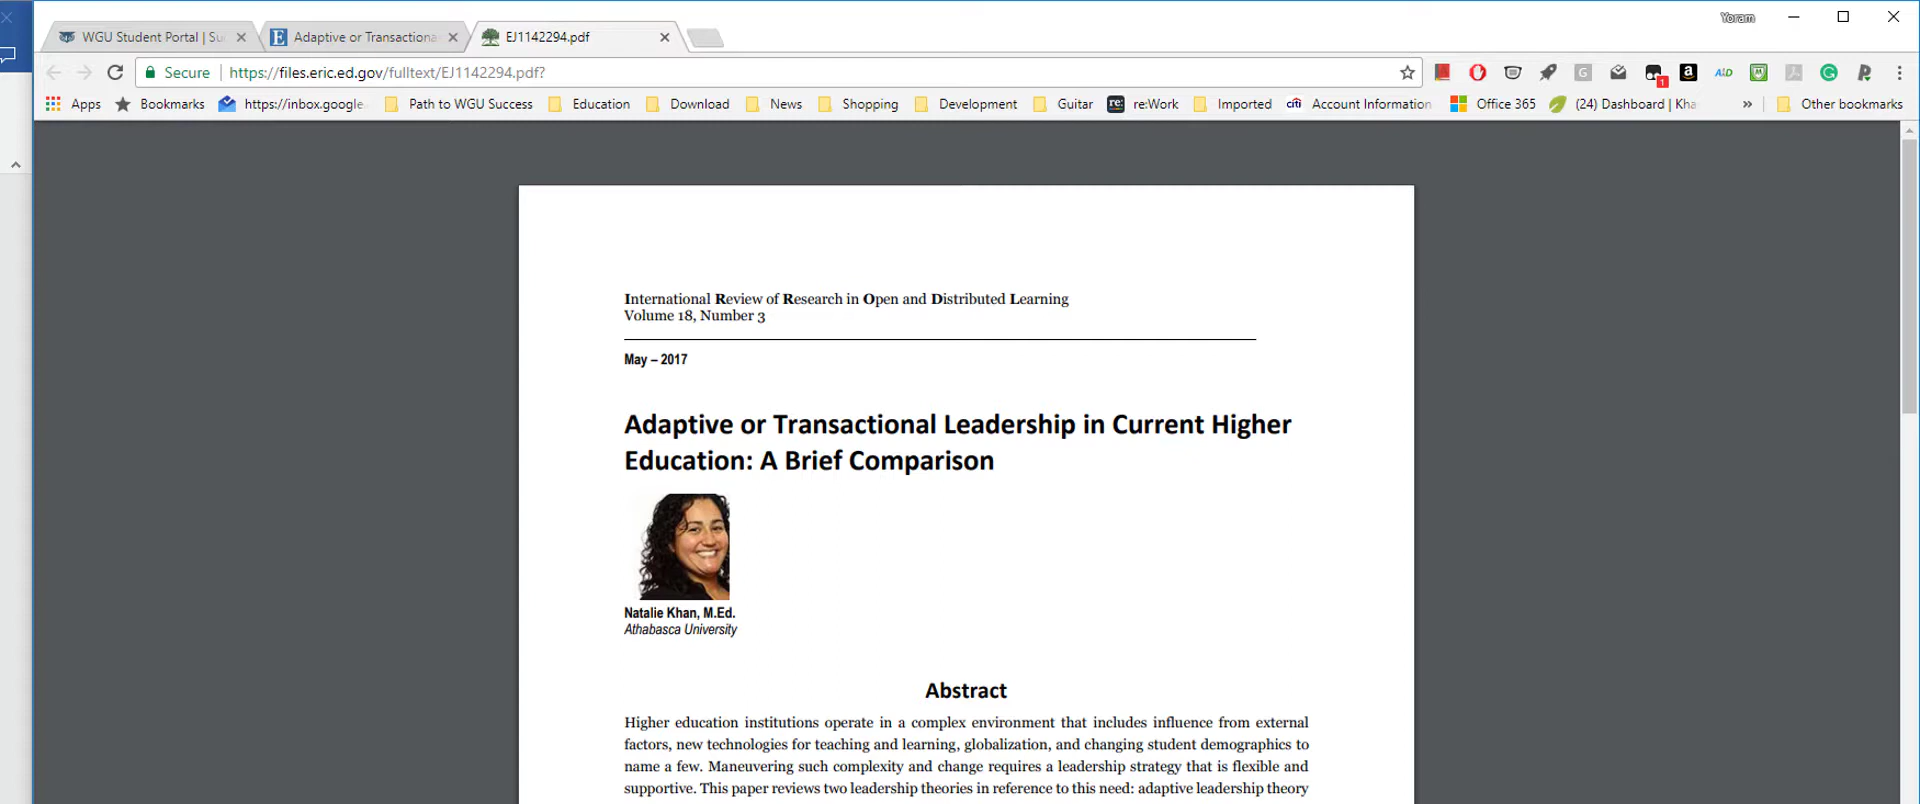 Yoram
WGU Student Portal | Su
Adaptive or Transactiona
EJ1142294.pdf
Secure
https://files.eric.ed.gov/fulltext/EJ1142294.pdf?
1
Apps
Bookmarks
https://inbox.google.
Path to WGU Success
Education
Download
News
Shopping
Development
Guitar
re:
re:Work
Imported
citi
Account Information
Office 365
(24) Dashboard | Kha
»
Other bookmarks
International Review of Research in Open and Distributed Learning
Volume 18, Number 3
May – 2017
Adaptive or Transactional Leadership in Current Higher
Education: A Brief Comparison
Natalie Khan, M.Ed.
Athabasca University
Abstract
Higher education institutions operate in a complex environment that includes influence from external
factors, new technologies for teaching and learning, globalization, and changing student demographics to
name a few. Maneuvering such complexity and change requires a leadership strategy that is flexible and
supportive. This paper reviews two leadership theories in reference to this need: adaptive leadership theory